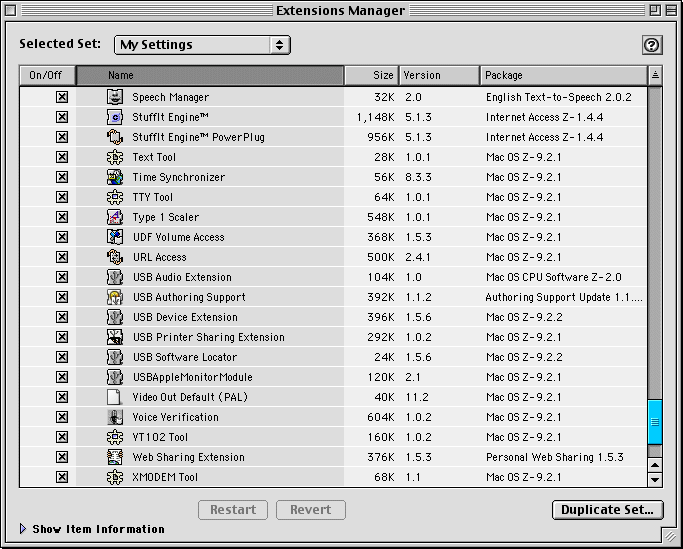 Extensions Manager
Selected Set: My Settings
On/Off Name Size Version Package
Speech Manager 32K 2.0 English Text-to-Speech 2.0.2
StuffIt Engine™ 1,148K 5.1.3 Internet Access Z-1.4.4
StuffIt Engine™ PowerPlug 956K 5.1.3 Internet Access Z-1.4.4
Text Tool 28K 1.0.1 Mac OS Z-9.2.1
Time Synchronizer 56K 8.3.3 Mac OS Z-9.2.1
TTY Tool 64K 1.0.1 Mac OS Z-9.2.1
Type 1 Scaler 548K 1.0.1 Mac OS Z-9.2.1
UDF Volume Access 368K 1.5.3 Mac OS Z-9.2.1
URL Access 500K 2.4.1 Mac OS Z-9.2.1
USB Audio Extension 104K 1.0 Mac OS CPU Software Z-2.0
USB Authoring Support 392K 1.1.2 Authoring Support Update 1.1....
USB Device Extension 396K 1.5.6 Mac OS Z-9.2.2
USB Printer Sharing Extension 292K 1.0.2 Mac OS Z-9.2.1
USB Software Locator 24K 1.5.6 Mac OS Z-9.2.2
USBAppleMonitorModule 120K 2.1 Mac OS Z-9.2.1
Video Out Default (PAL) 40K 11.2 Mac OS Z-9.2.1
Voice Verification 604K 1.0.2 Mac OS Z-9.2.1
VT102 Tool 160K 1.0.2 Mac OS Z-9.2.1
Web Sharing Extension 376K 1.5.3 Personal Web Sharing 1.5.3
XMODEM Tool 68K 1.1 Mac OS Z-9.2.1
Restart Revert Duplicate Set...
Show Item Information